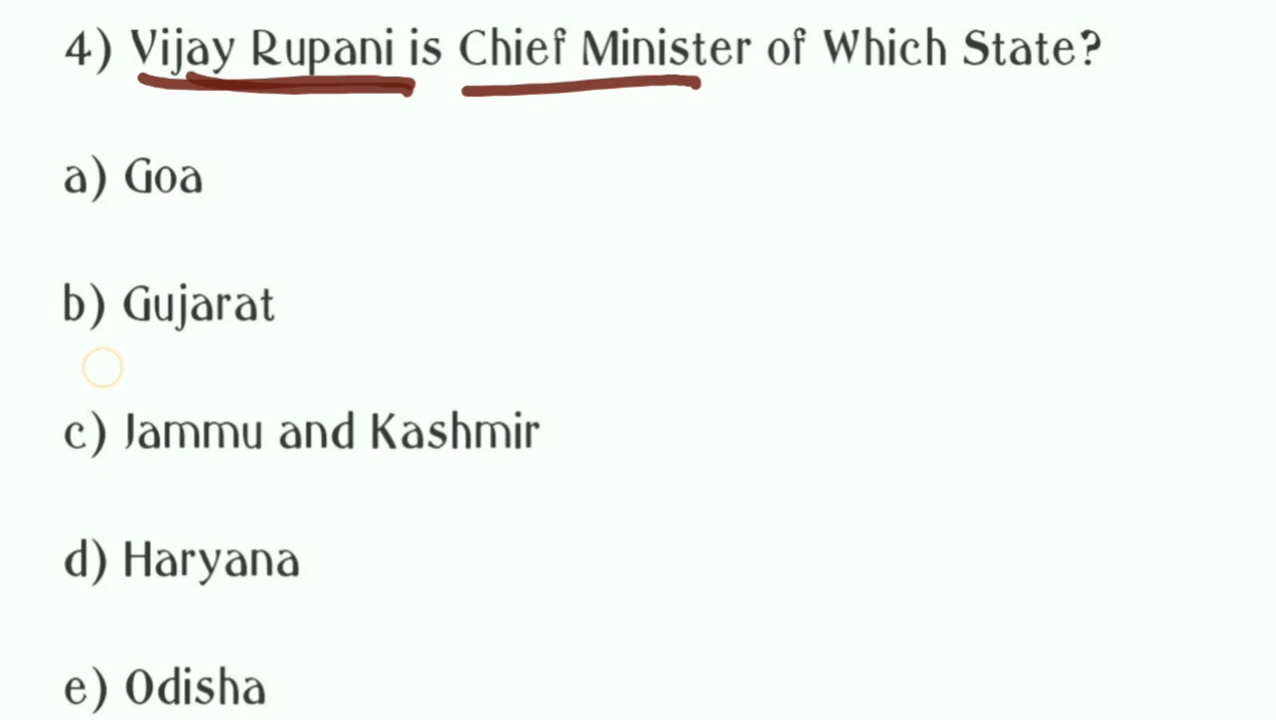 4) Vijay Rupani is Chief Minister of Which State?
a) Goa
b) Gujarat
c) Jammu and Kashmir
d) Haryana
e) Odisha